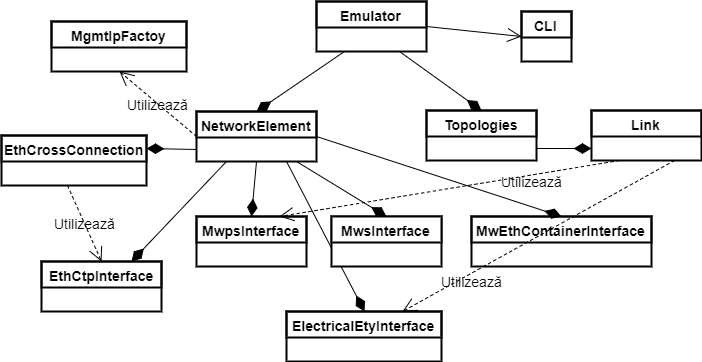 Emulator
CLI
MgmtIpFactoy
Utilizează
NetworkElement
Topologies
Link
EthCrossConnection
Utilizează
Utilizează
MwpsInterface
MwsInterface
MwEthContainerInterface
EthCtpInterface
Utilizează
ElectricalEtyInterface